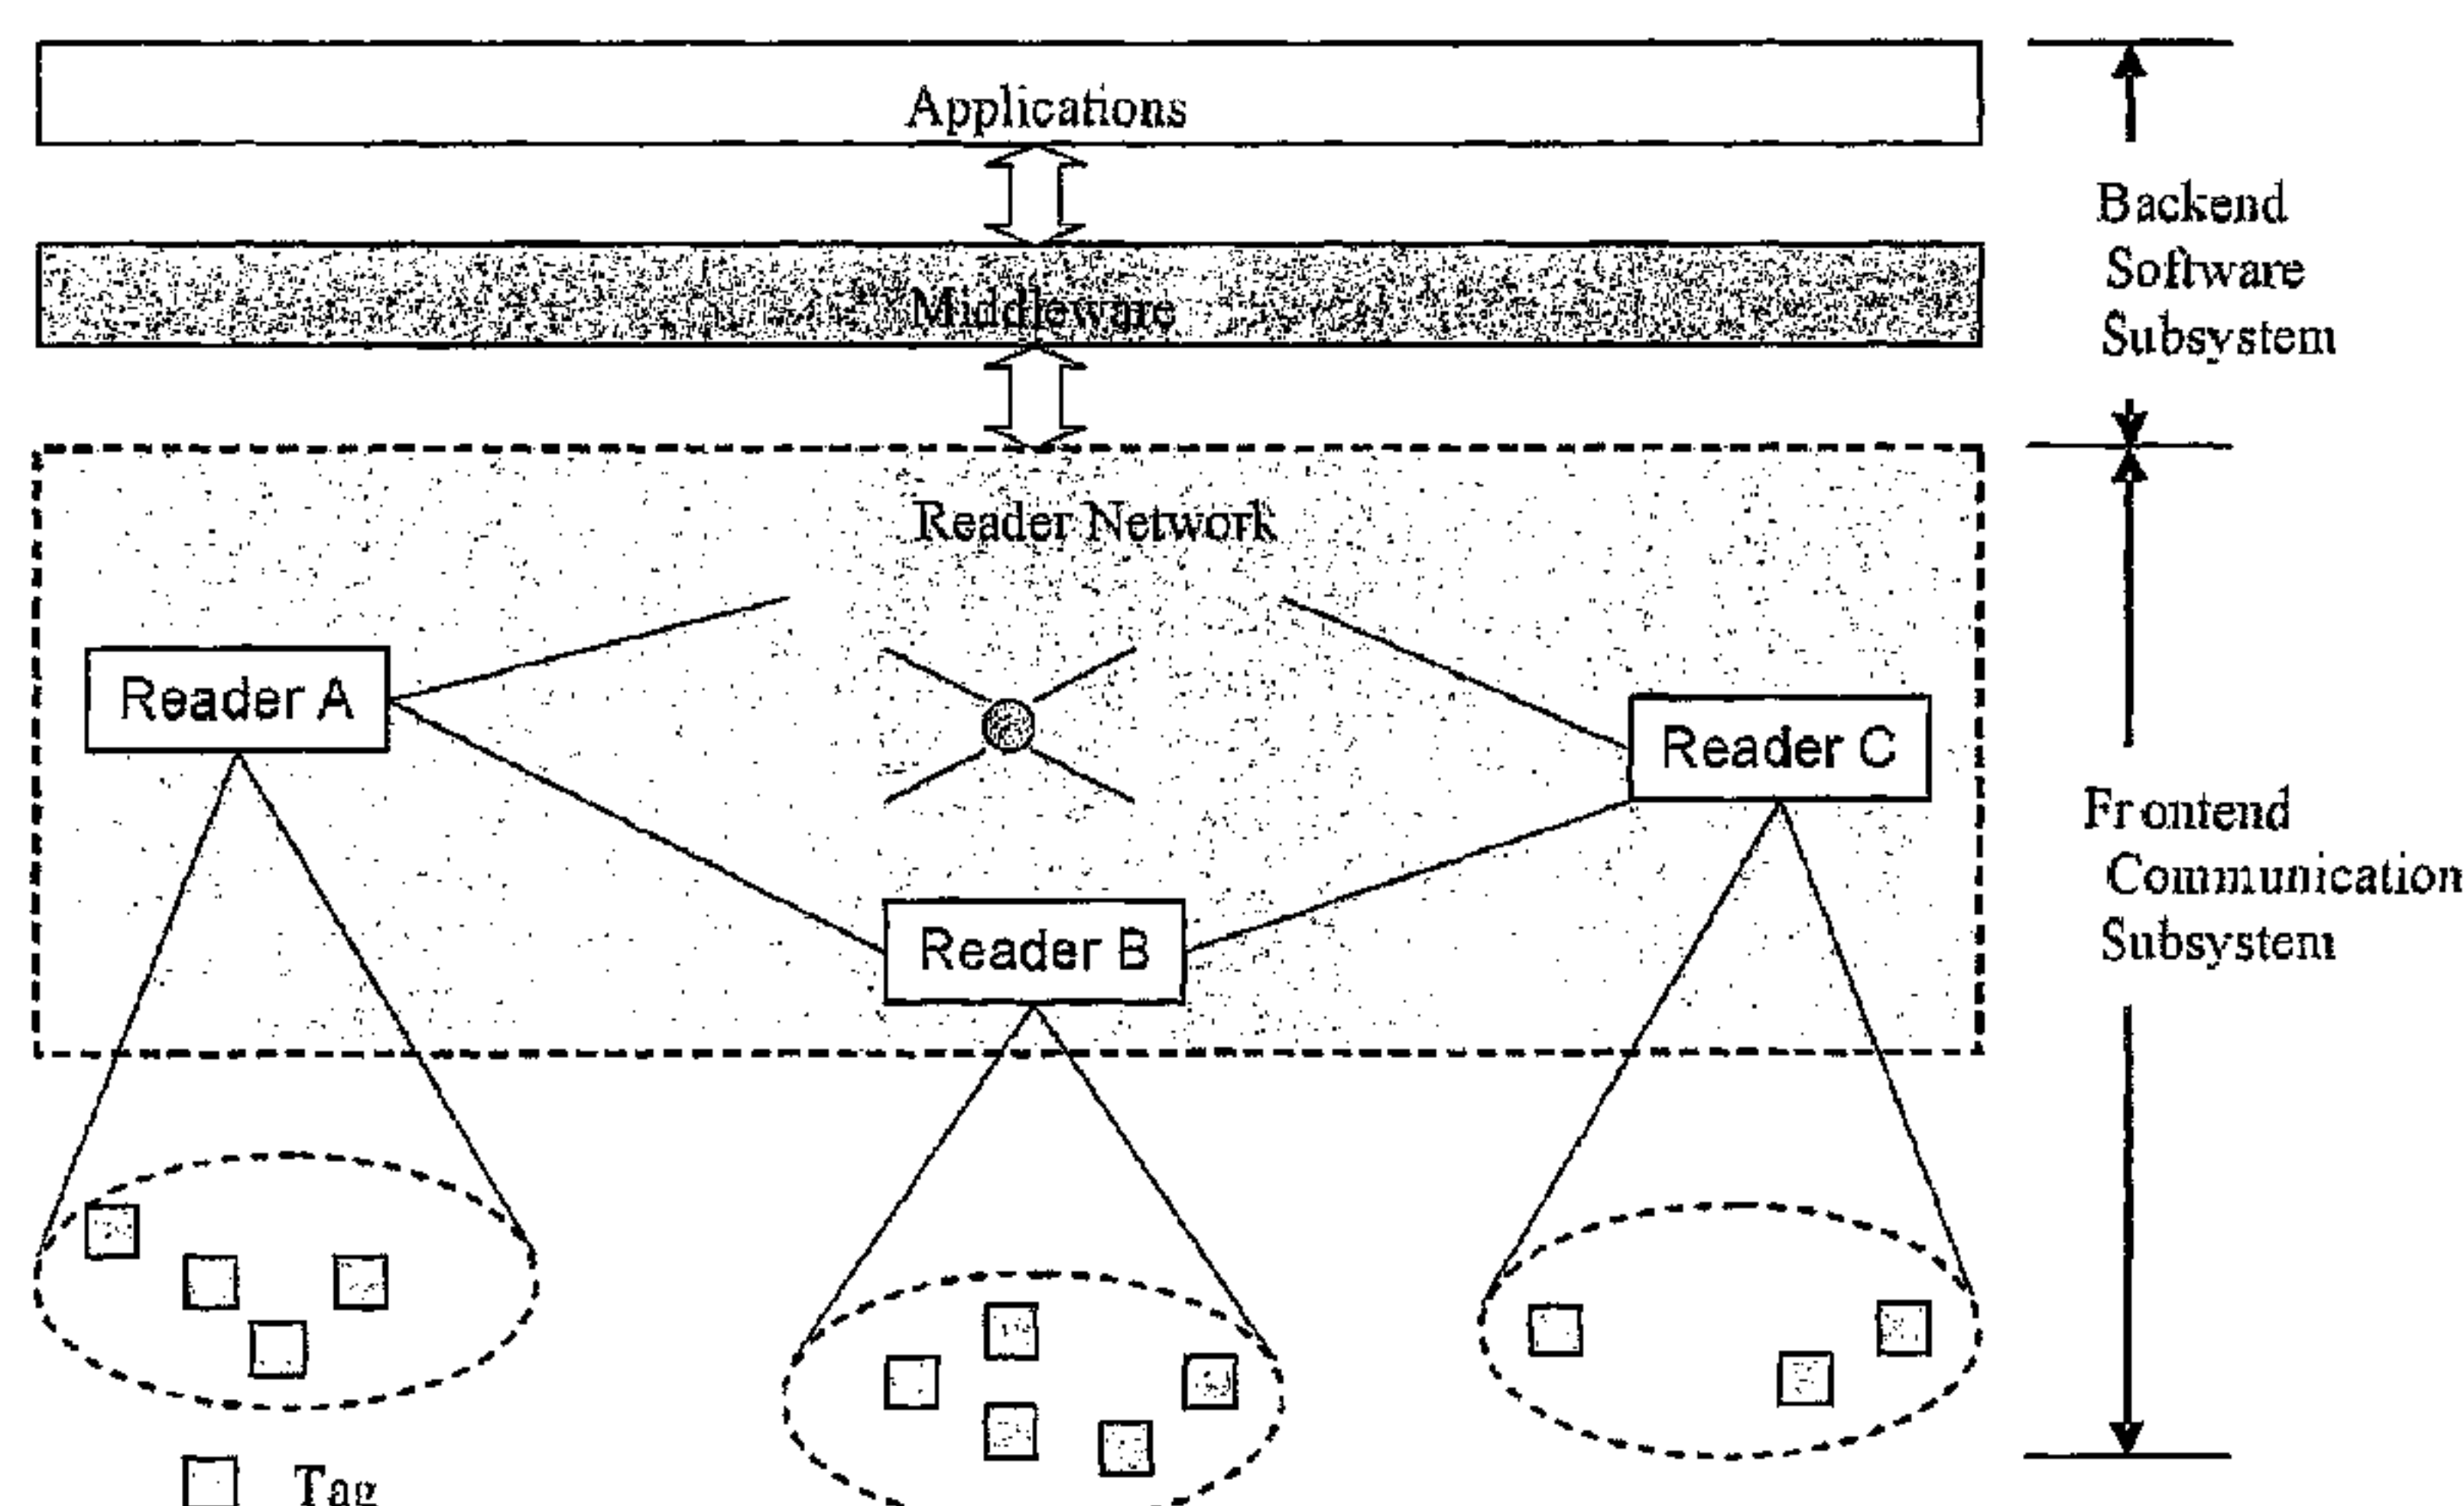 Applications
Backend
Software
Subsystem
Middleware
Reader Network
Reader A
Reader C
Frontend
Communication
Subsystem
Reader B
Tag